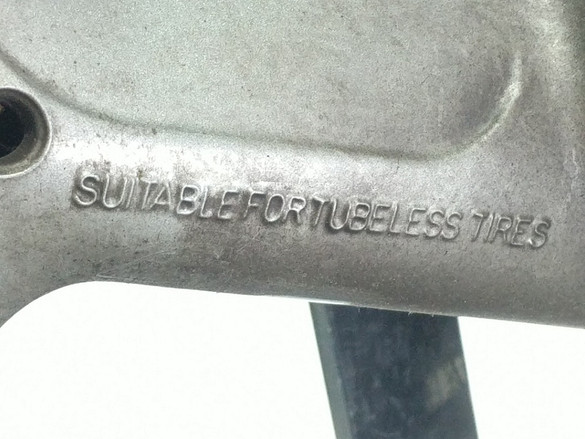 SUITABLE FOR TUBELESS TIRES